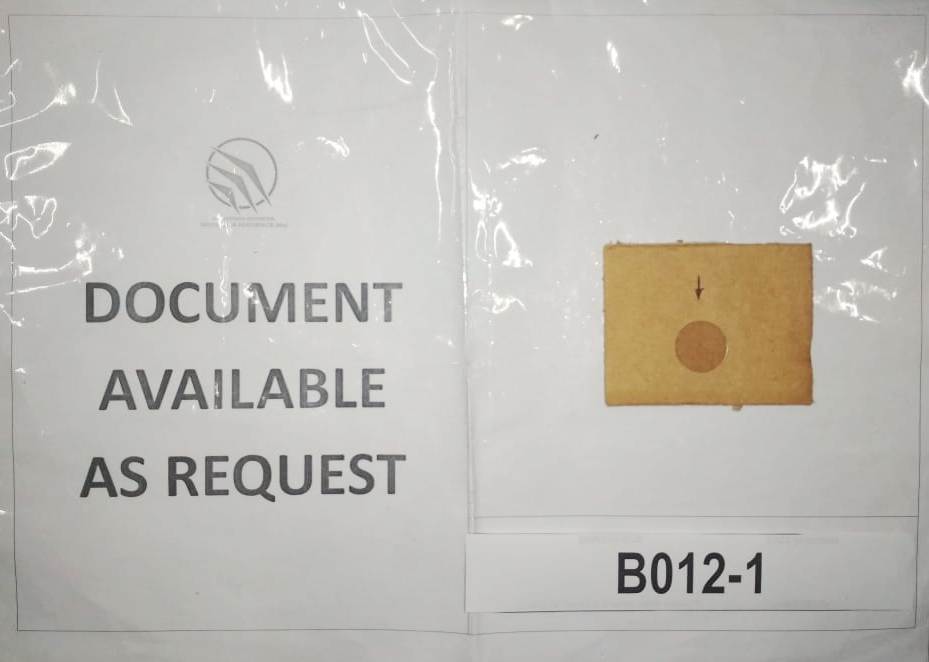 DOCUMENT
AVAILABLE
AS REQUEST
B012-1